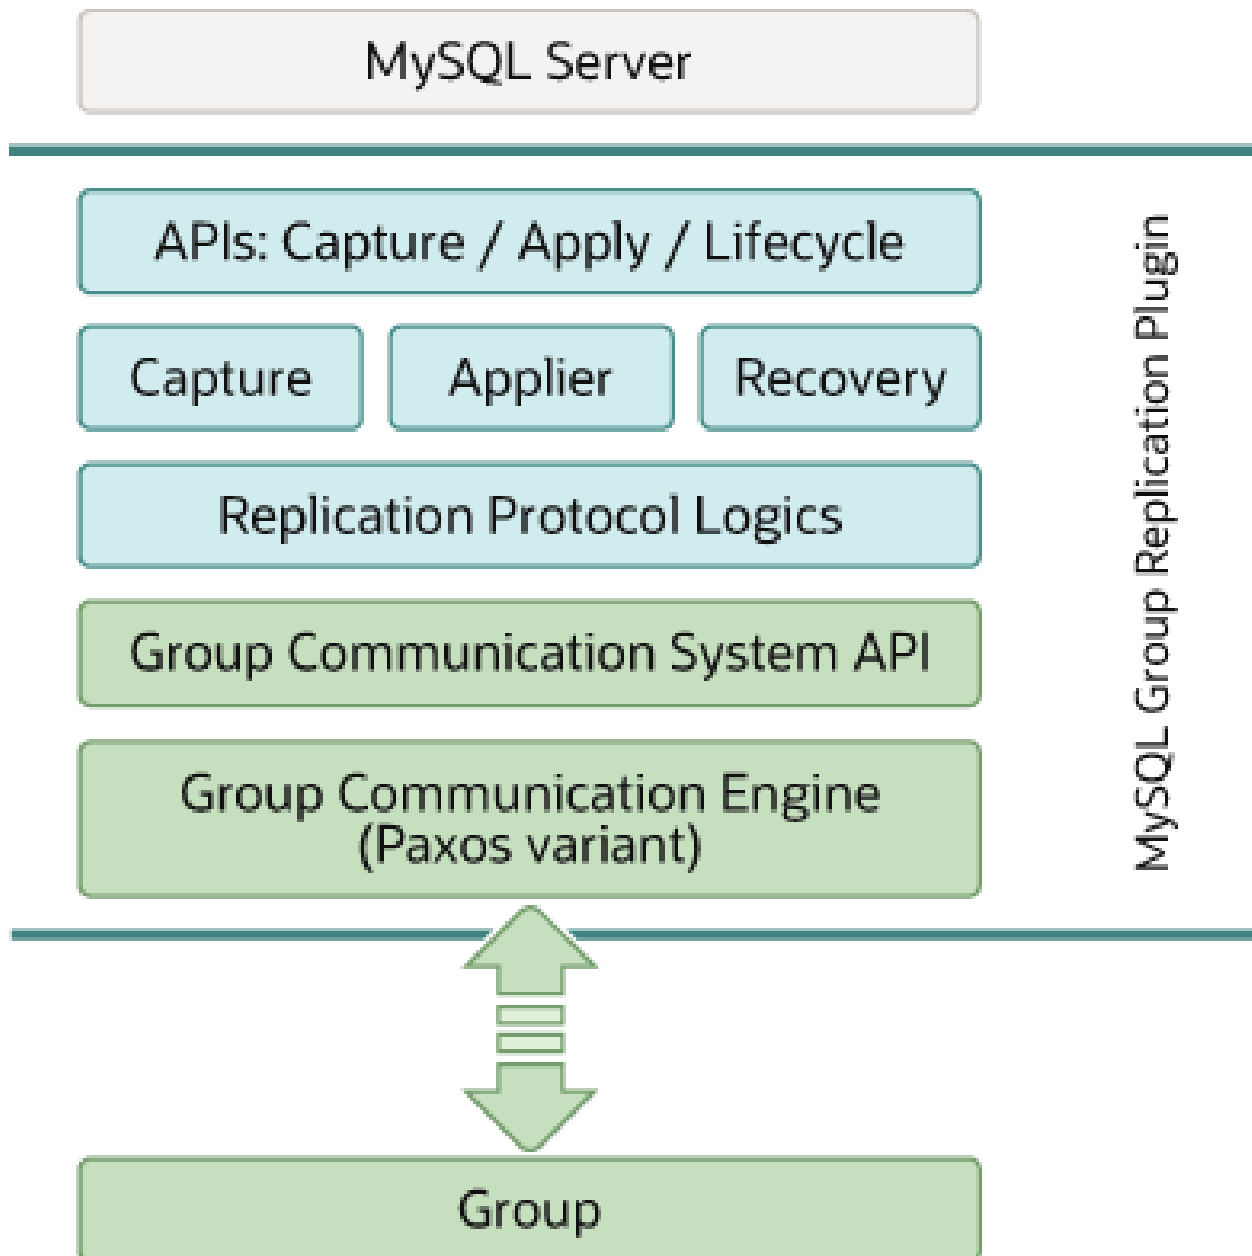 MySQL Server
APIs: Capture / Apply / Lifecycle
Capture
Applier
Recovery
Replication Protocol Logics
Group Communication System API
Group Communication Engine
(Paxos variant)
MySQL Group Replication Plugin
Group